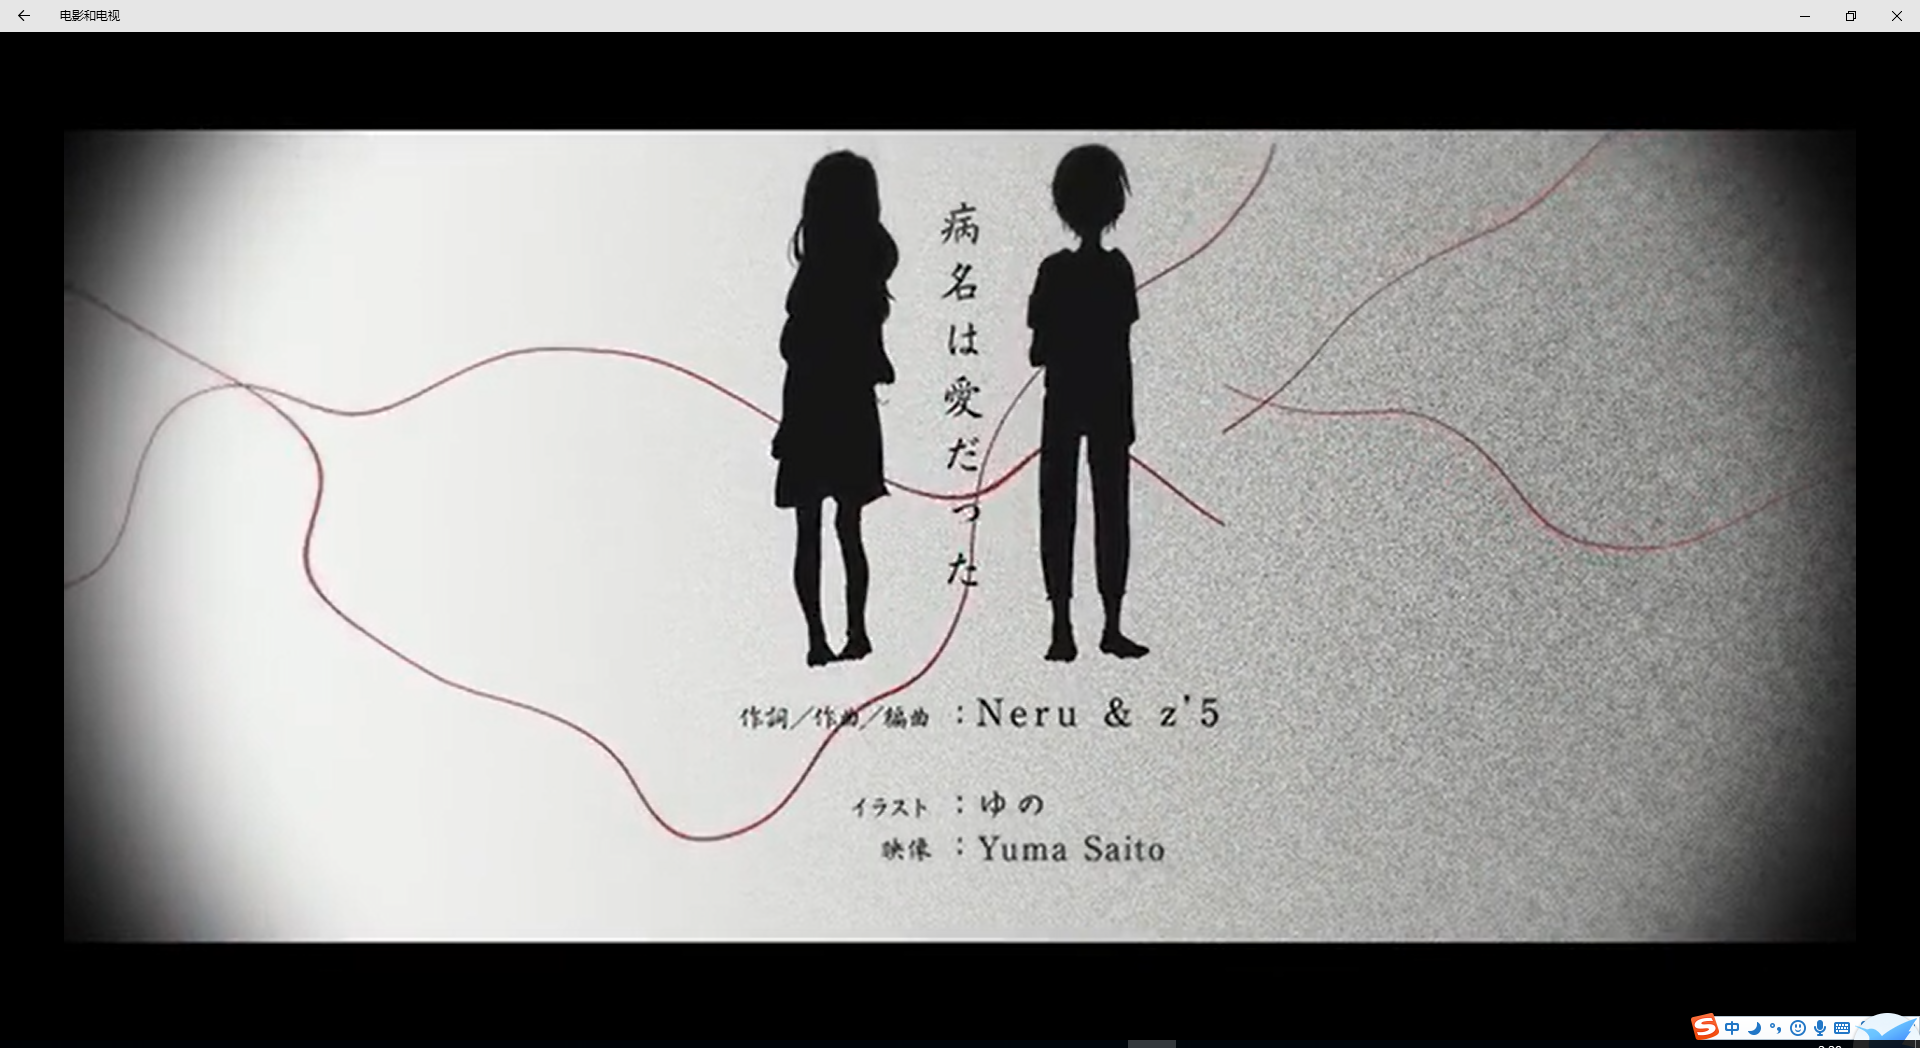 电影和电视
病名は愛だった
作詞／作曲／編曲：Neru & z'5
イラスト：ゆの
映像：Yuma Saito
中